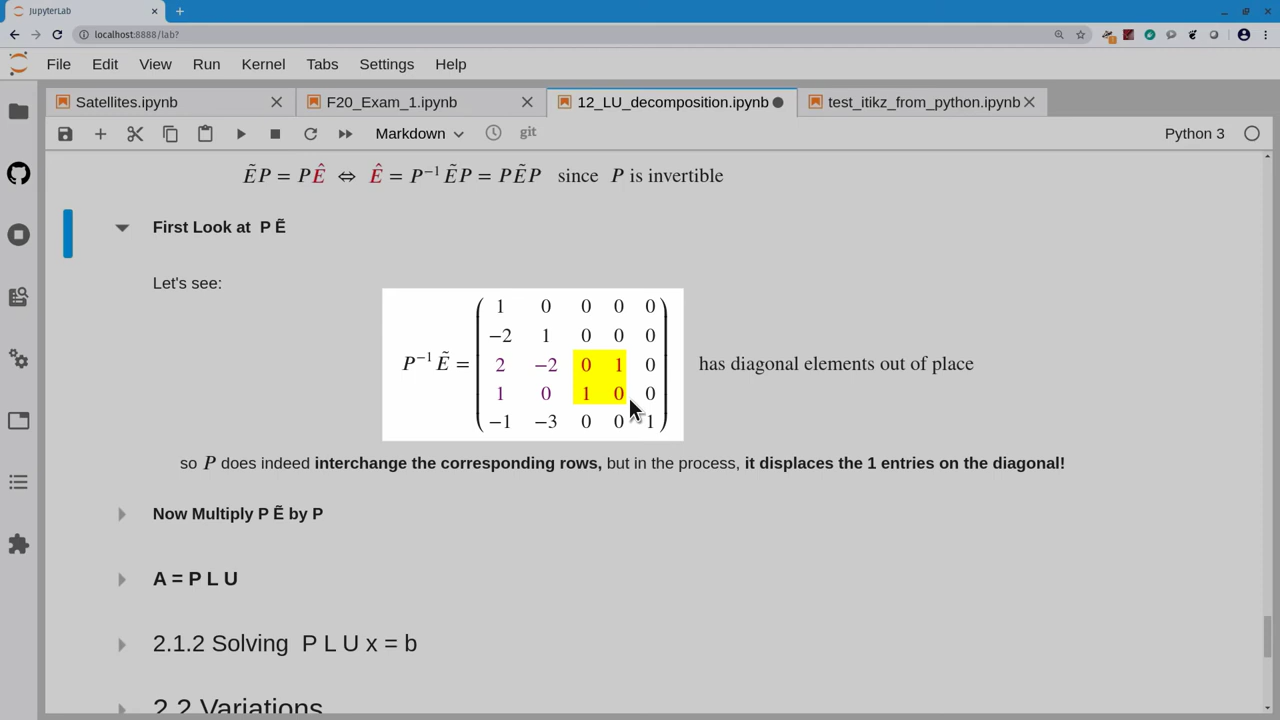 JupyterLab
localhost:8888/lab?
File Edit View Run Kernel Tabs Settings Help
Satellites.ipynb F20_Exam_1.ipynb 12_LU_decomposition.ipynb test_itikz_from_python.ipynb
Markdown git Python 3
ẼP = PÊ ⇔ Ê = P⁻¹ẼP = PẼP since P is invertible
First Look at P Ẽ
Let's see:
1 0 0 0 0
−2 1 0 0 0
P⁻¹ Ẽ = 2 −2 0 1 0 has diagonal elements out of place
1 0 1 0 0
−1 −3 0 0 1
so P does indeed interchange the corresponding rows, but in the process, it displaces the 1 entries on the diagonal!
Now Multiply P Ẽ by P
A = P L U
2.1.2 Solving P L U x = b
2.2 Variations